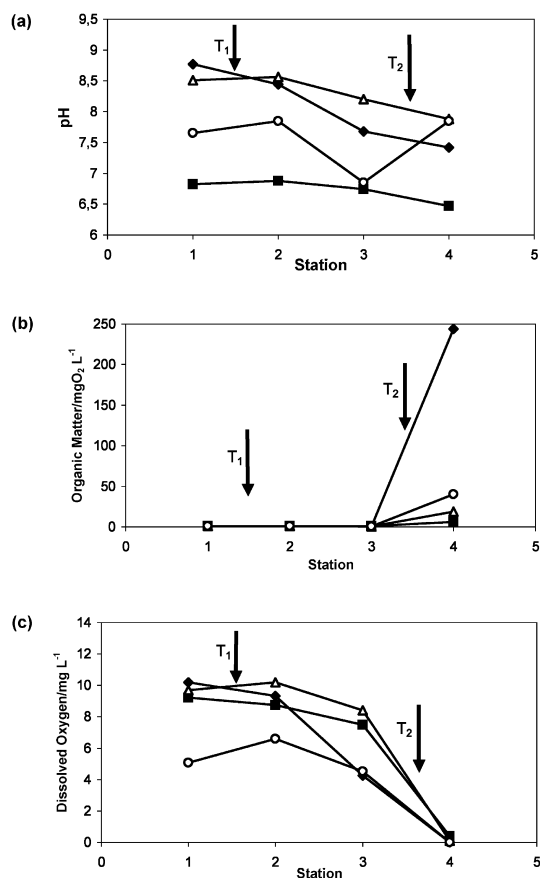 (a)
9,5
9
8,5
8
7,5
7
6,5
6
pH
T1
T2
0 1 2 3 4 5
Station
(b)
250
200
150
100
50
0
Organic Matter/mgO2 L-1
T1
T2
0 1 2 3 4 5
Station
(c)
14
12
10
8
6
4
2
0
Dissolved Oxygen/mg L-1
T1
T2
0 1 2 3 4 5
Station